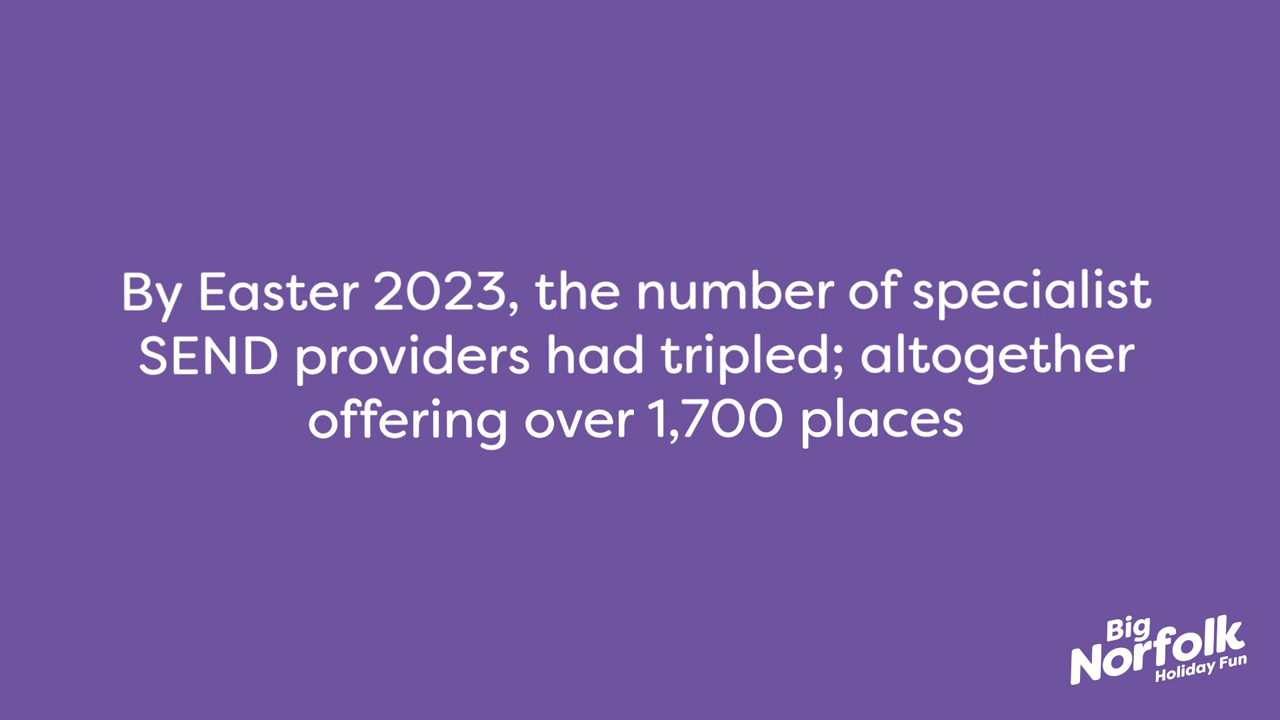 By Easter 2023, the number of specialist
SEND providers had tripled; altogether
offering over 1,700 places
Big
Norfolk
Holiday Fun